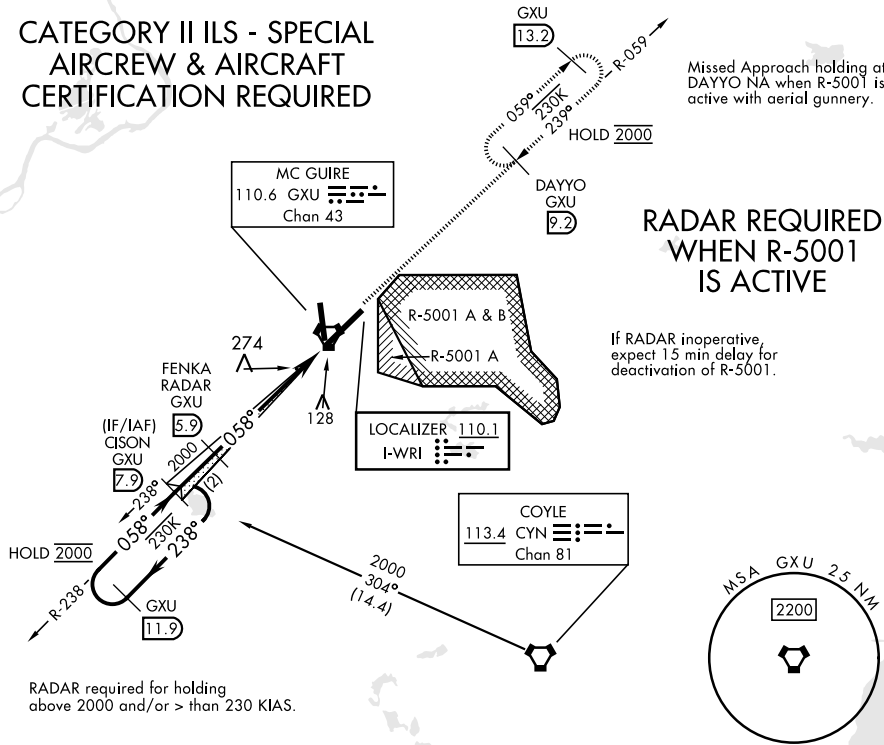 CATEGORY II ILS - SPECIAL
AIRCREW & AIRCRAFT
CERTIFICATION REQUIRED
GXU
13.2
R-059
059°
230K
239°
HOLD 2000
Missed Approach holding at
DAYYO NA when R-5001 is
active with aerial gunnery.
DAYYO
GXU
9.2
MC GUIRE
110.6 GXU
Chan 43
RADAR REQUIRED
WHEN R-5001
IS ACTIVE
If RADAR inoperative,
expect 15 min delay for
deactivation of R-5001.
R-5001 A & B
R-5001 A
274
128
FENKA
RADAR
GXU
5.9
(IF/IAF)
CISON
GXU
7.9
2000
058°
(2)
238°
058°
230K
238°
HOLD 2000
R-238
GXU
11.9
LOCALIZER 110.1
I-WRI
COYLE
113.4 CYN
Chan 81
2000
304°
(14.4)
MSA GXU 25 NM
2200
RADAR required for holding
above 2000 and/or > than 230 KIAS.